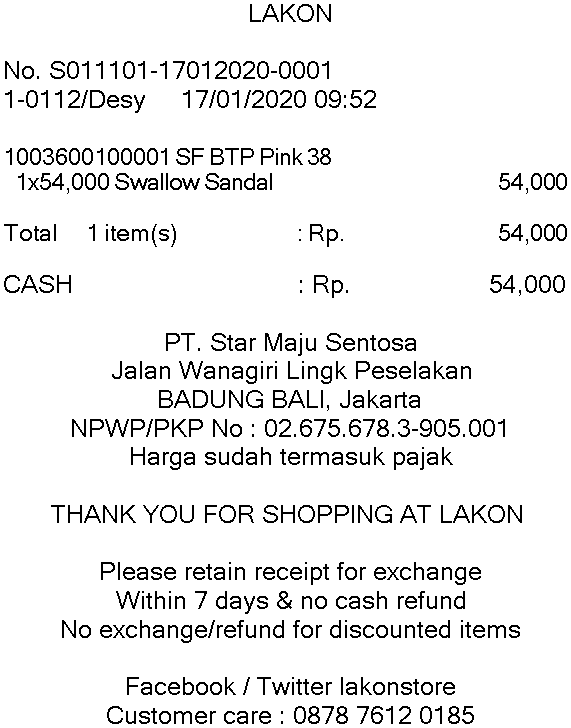 LAKON
No. S011101-17012020-0001
1-0112/Desy 17/01/2020 09:52
1003600100001 SF BTP Pink 38
1x54,000 Swallow Sandal 54,000
Total 1 item(s) : Rp. 54,000
CASH : Rp. 54,000
PT. Star Maju Sentosa
Jalan Wanagiri Lingk Peselakan
BADUNG BALI, Jakarta
NPWP/PKP No : 02.675.678.3-905.001
Harga sudah termasuk pajak
THANK YOU FOR SHOPPING AT LAKON
Please retain receipt for exchange
Within 7 days & no cash refund
No exchange/refund for discounted items
Facebook / Twitter lakonstore
Customer care : 0878 7612 0185